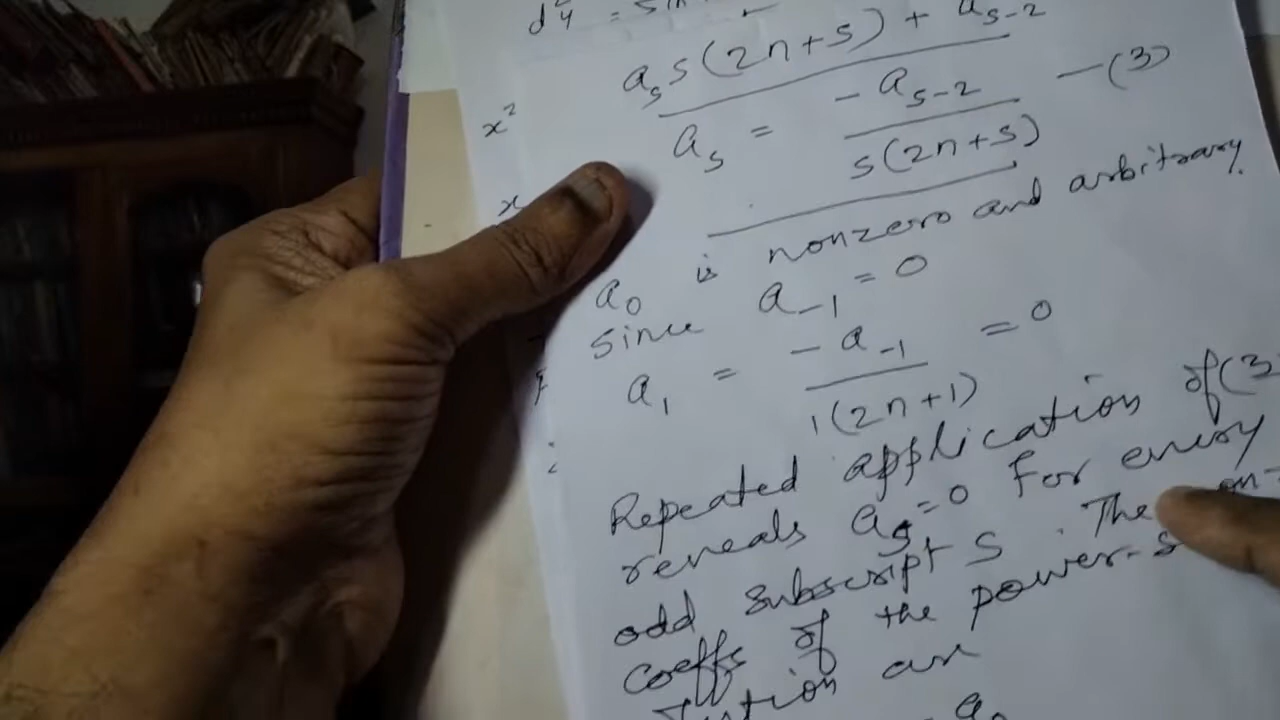 a_s s(2n+s) + a_{s-2}
x²
a_s = -a_{s-2} / s(2n+s) —(3)
x
a_0 is nonzero and arbitrary.
since a_{-1} = 0
a_1 = -a_{-1} / 1(2n+1) = 0
Repeated application of (3
reveals a_s = 0 for every
odd subscript s. The
coeffs of the power-s
are
a_0